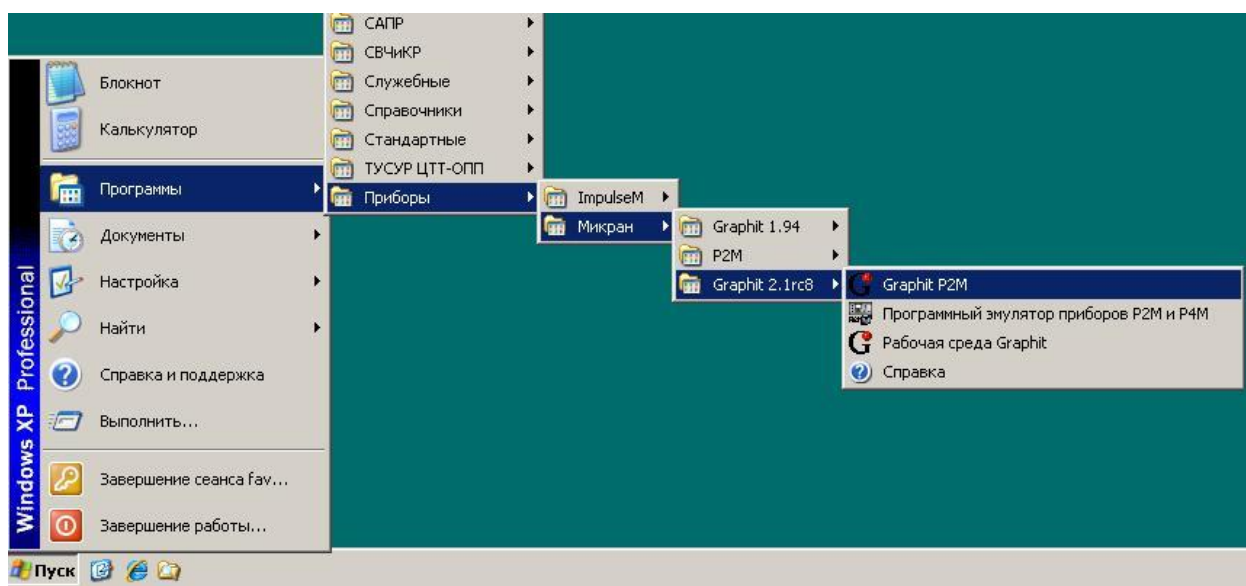 САПР
СВЧиКР
Служебные
Справочники
Стандартные
ТУСУР ЦТТ-ОПП
Приборы
ImpulseM
Микран
Graphit 1.94
P2M
Graphit 2.1rc8
Graphit P2M
Программный эмулятор приборов P2M и P4M
Рабочая среда Graphit
Справка
Блокнот
Калькулятор
Программы
Документы
Настройка
Найти
Справка и поддержка
Выполнить...
Завершение сеанса fav...
Завершение работы...
Windows XP Professional
Пуск